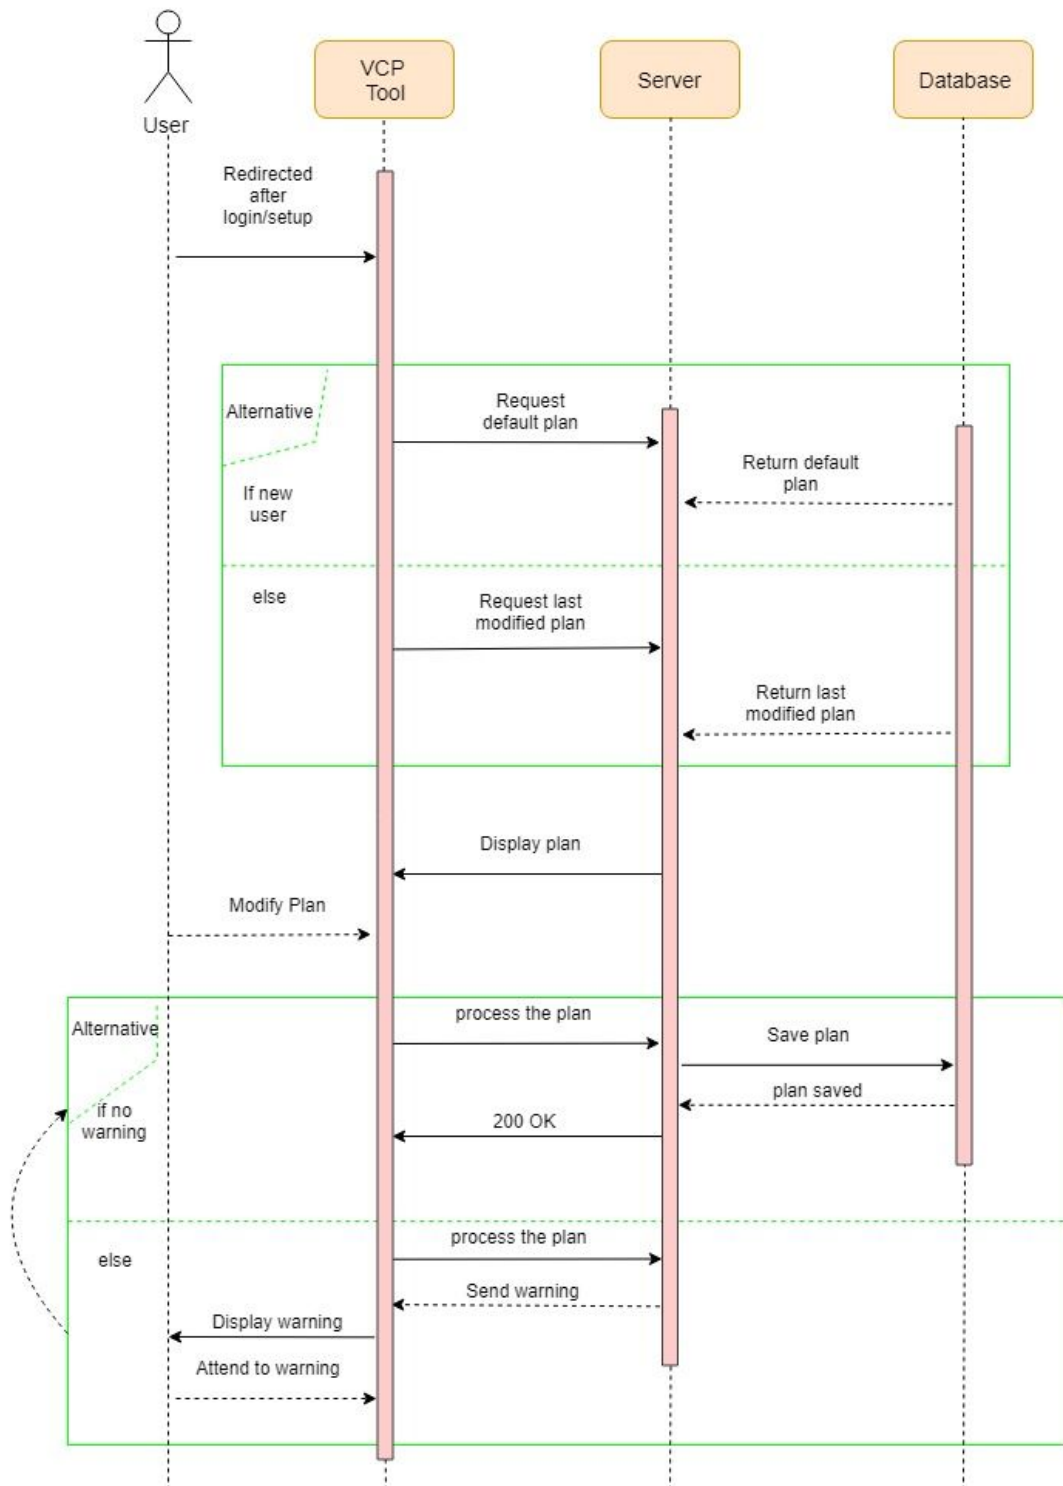 User
VCP
Tool
Server
Database
Redirected
after
login/setup
Alternative
Request
default plan
Return default
plan
If new
user
else
Request last
modified plan
Return last
modified plan
Display plan
Modify Plan
Alternative
process the plan
Save plan
plan saved
if no
warning
200 OK
process the plan
else
Send warning
Display warning
Attend to warning